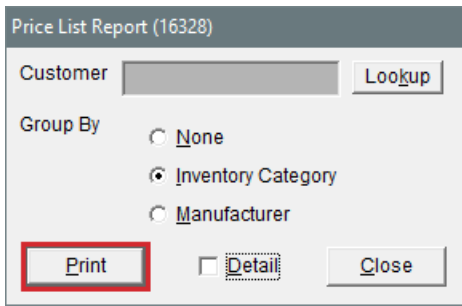 Price List Report (16328)
Customer Lookup
Group By
None
Inventory Category
Manufacturer
Print Detail Close